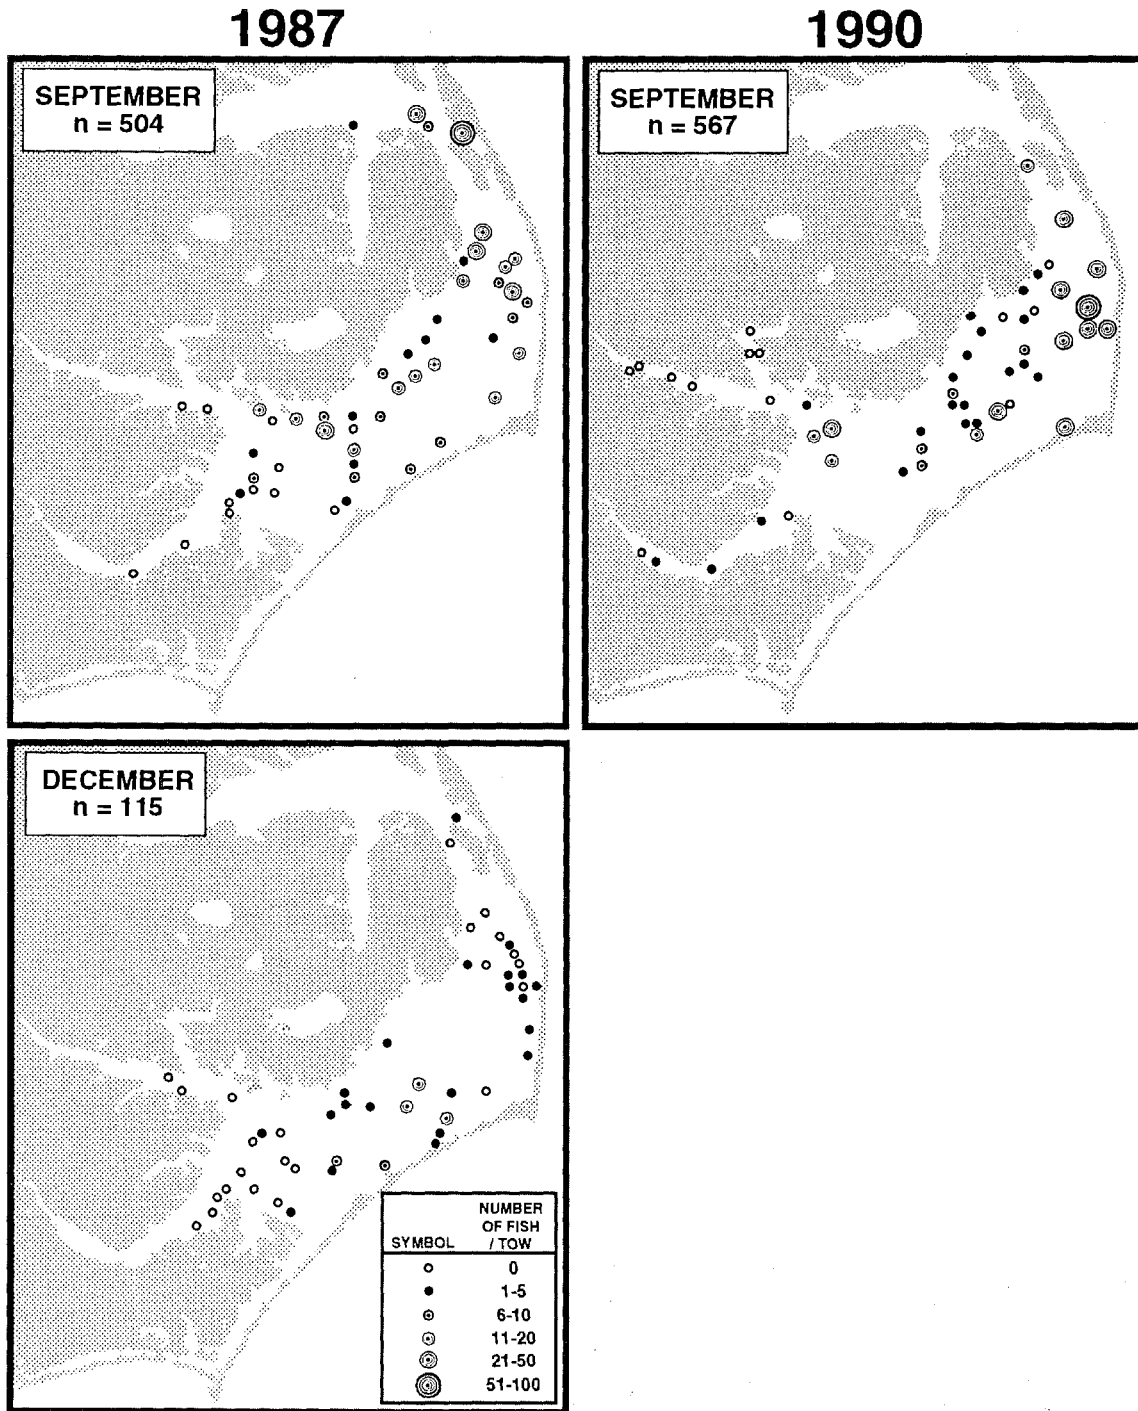 1987
1990
SEPTEMBER
n = 504
SEPTEMBER
n = 567
DECEMBER
n = 115
NUMBER
OF FISH
SYMBOL / TOW
0
1-5
6-10
11-20
21-50
51-100